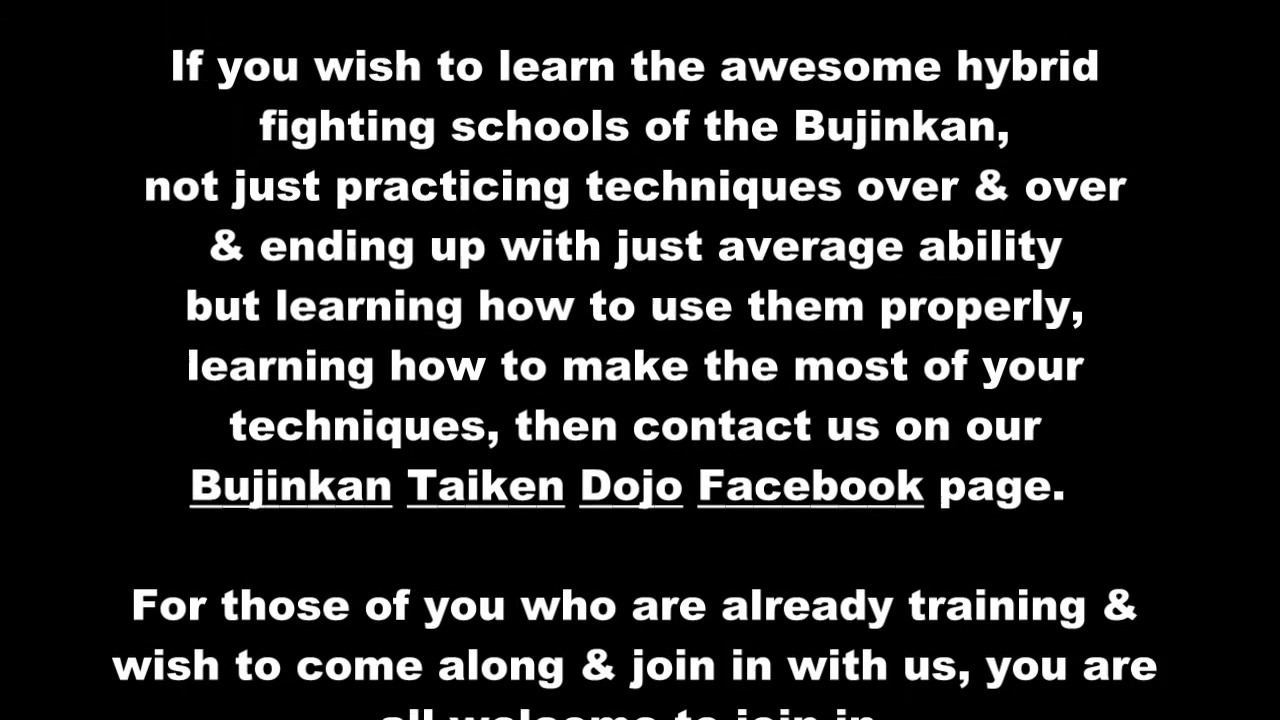 If you wish to learn the awesome hybrid
fighting schools of the Bujinkan,
not just practicing techniques over & over
& ending up with just average ability
but learning how to use them properly,
learning how to make the most of your
techniques, then contact us on our
Bujinkan Taiken Dojo Facebook page.
For those of you who are already training &
wish to come along & join in with us, you are
all welcome to join in